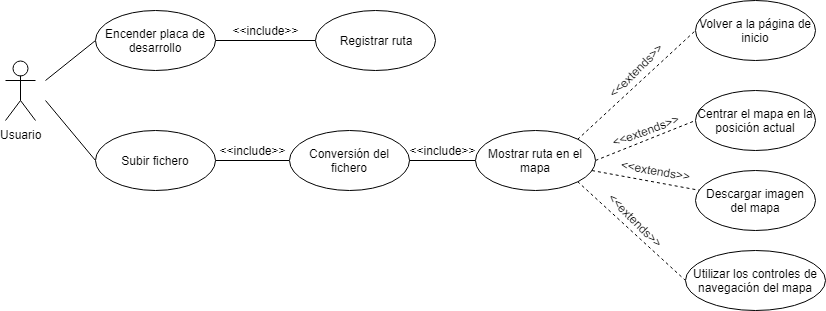 Volver a la página de
inicio
Encender placa de
desarrollo
<<include>>
Registrar ruta
<<extends>>
Usuario
Centrar el mapa en la
posición actual
<<extends>>
Subir fichero
<<include>>
Conversión del
fichero
<<include>>
Mostrar ruta en el
mapa
<<extends>>
Descargar imagen
del mapa
<<extends>>
Utilizar los controles de
navegación del mapa